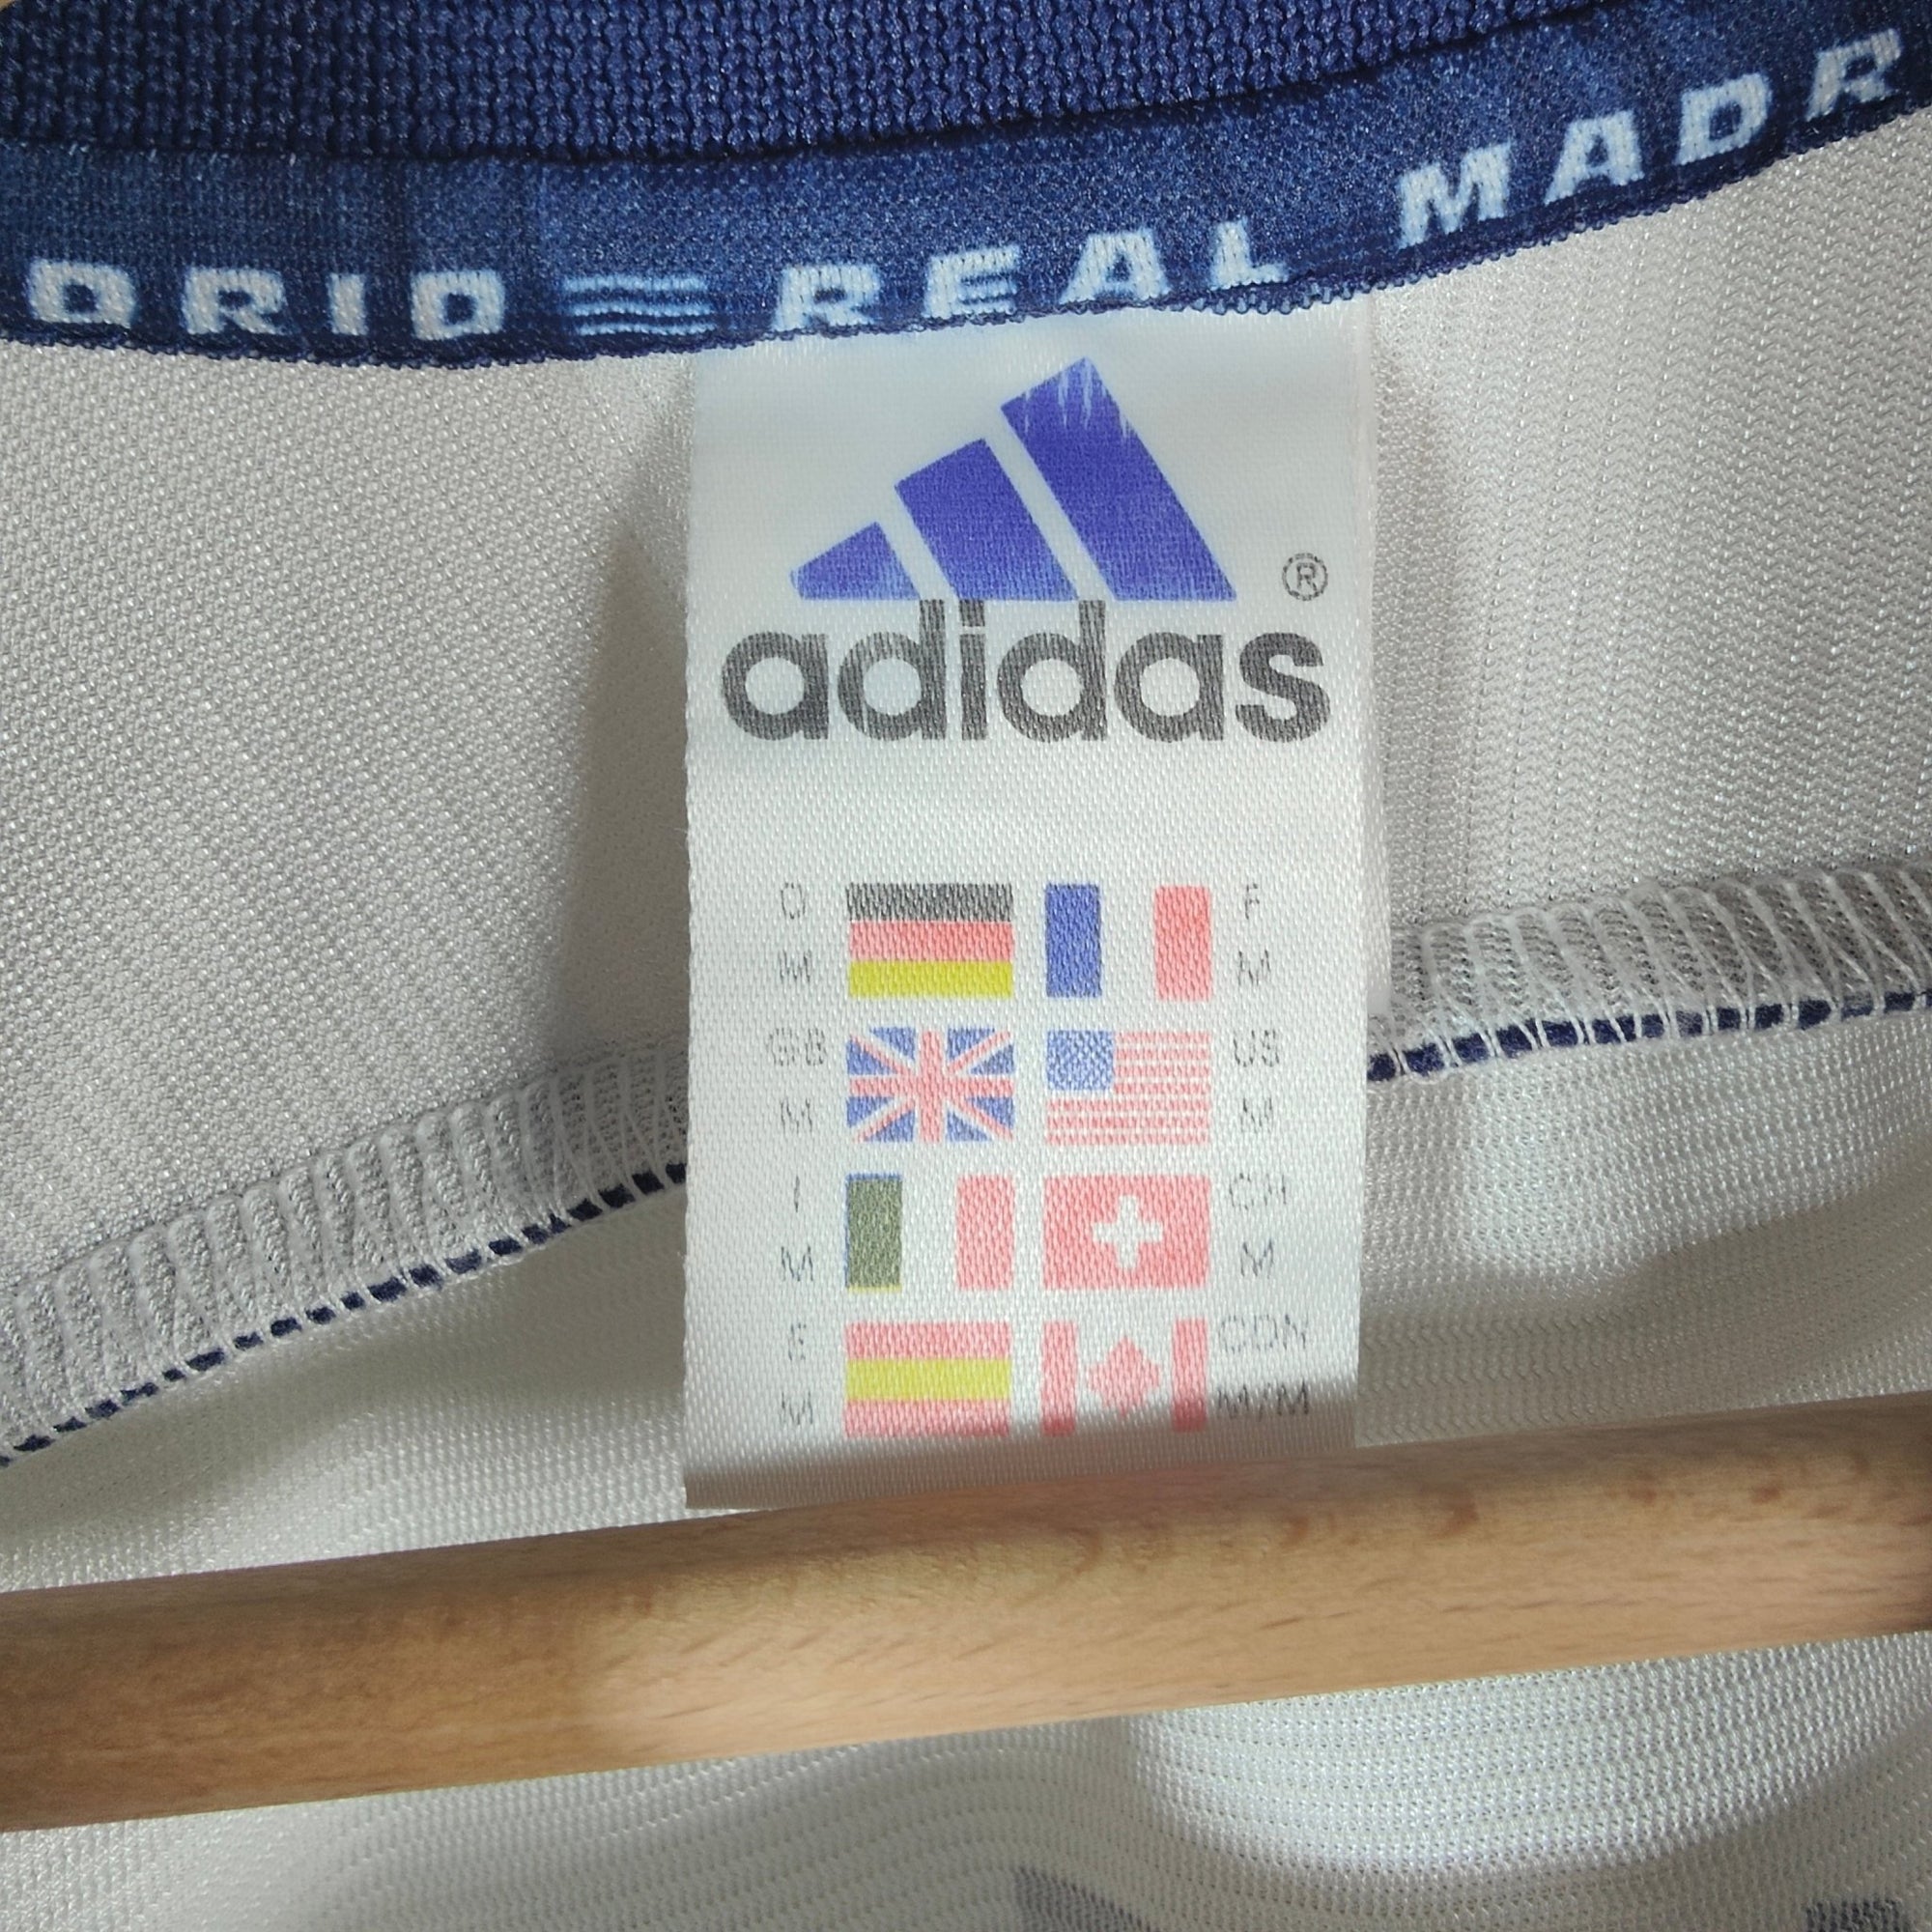 DRID REAL MADR
adidas®
D F
M M
GB US
M M
I CH
M M
E CDN
M M/M